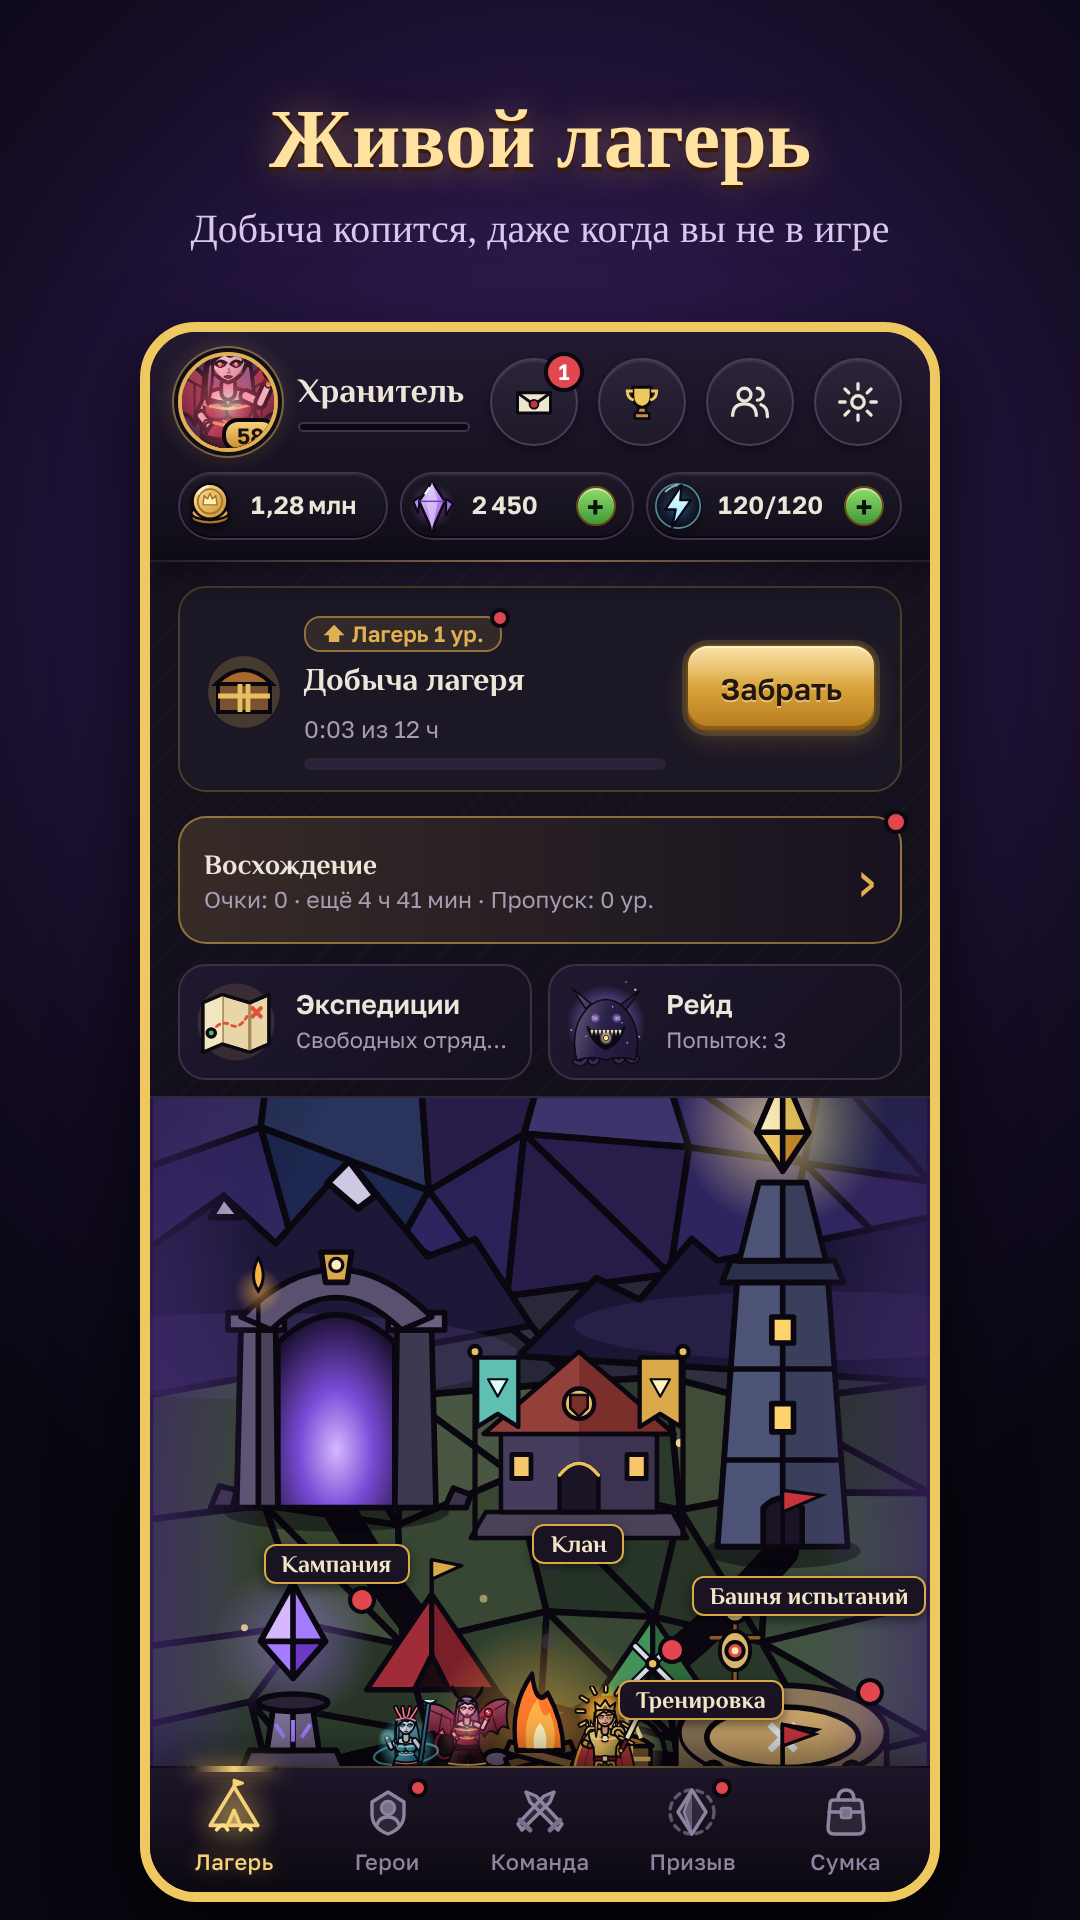 Живой лагерь
Добыча копится, даже когда вы не в игре
Хранитель
1
58
1,28 млн
2 450
120/120
Лагерь 1 ур.
Добыча лагеря
0:03 из 12 ч
Забрать
Восхождение
Очки: 0 · ещё 4 ч 41 мин · Пропуск: 0 ур.
Экспедиции
Свободных отряд...
Рейд
Попыток: 3
Клан
Кампания
Башня испытаний
Тренировка
Лагерь
Герои
Команда
Призыв
Сумка